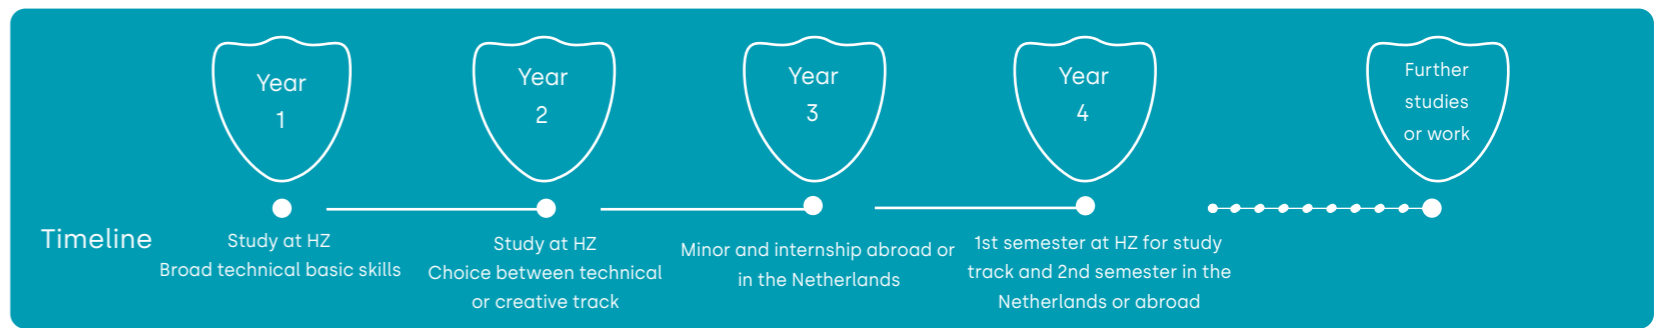 Year
1
Year
2
Year
3
Year
4
Further
studies
or work
Timeline
Study at HZ
Broad technical basic skills
Study at HZ
Choice between technical
or creative track
Minor and internship abroad or
in the Netherlands
1st semester at HZ for study
track and 2nd semester in the
Netherlands or abroad